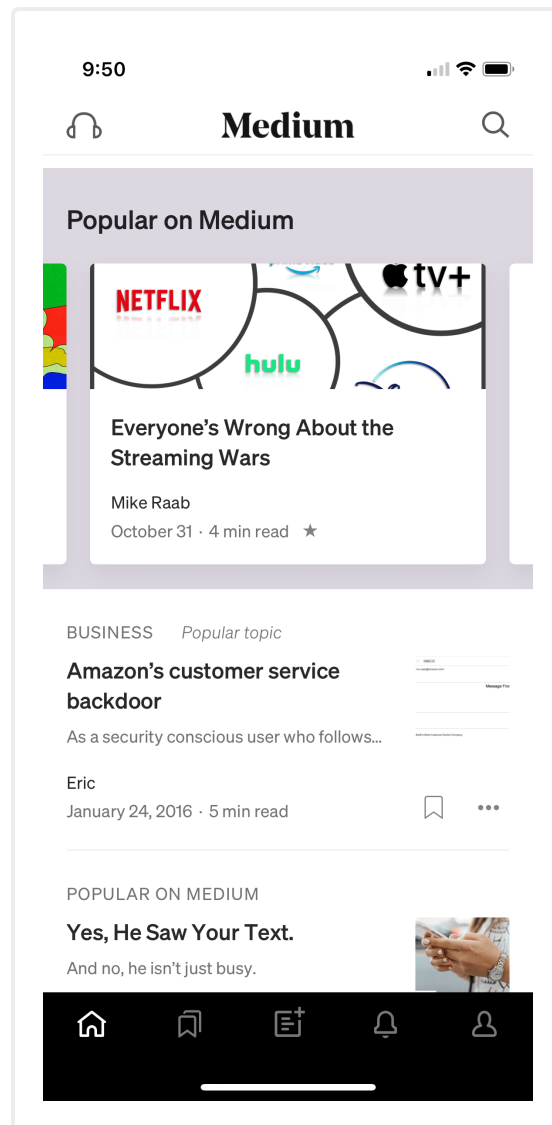 9:50
Medium
Popular on Medium
NETFLIX
tv+
hulu
Everyone’s Wrong About the
Streaming Wars
Mike Raab
October 31 · 4 min read ★
BUSINESS Popular topic
Amazon’s customer service
backdoor
As a security conscious user who follows...
Eric
January 24, 2016 · 5 min read
POPULAR ON MEDIUM
Yes, He Saw Your Text.
And no, he isn’t just busy.